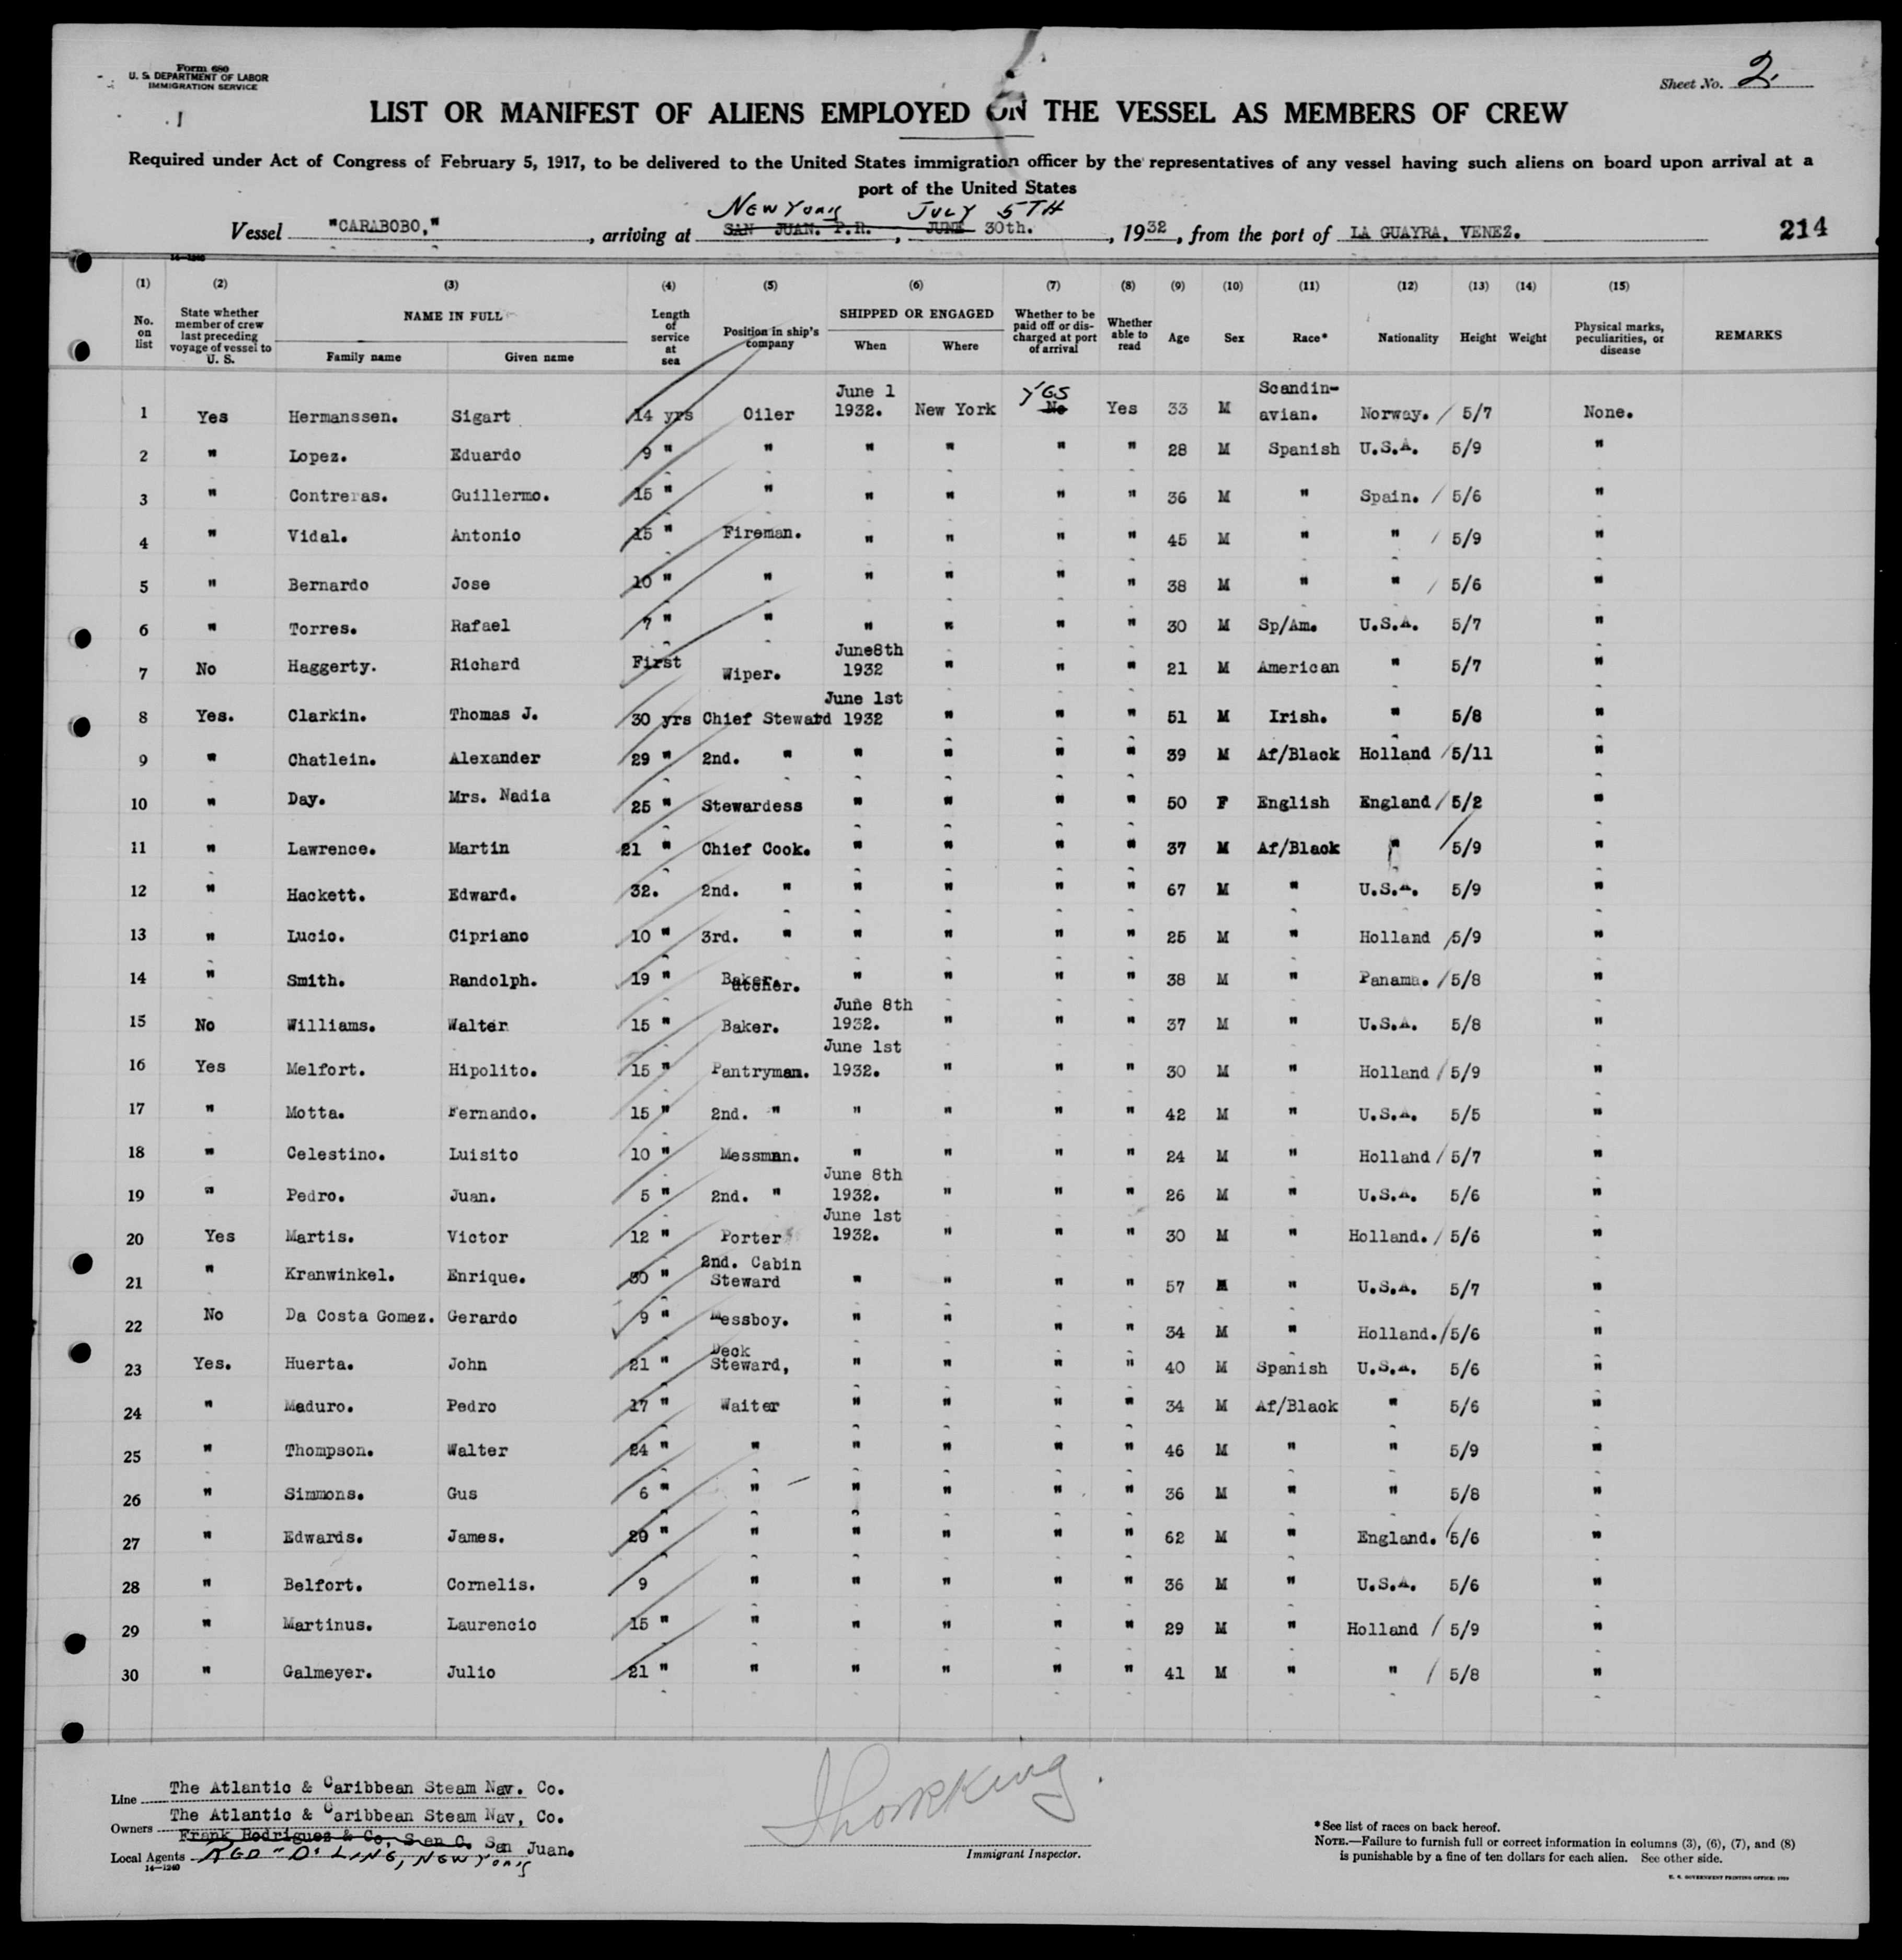 Form 680
U. S. DEPARTMENT OF LABOR
IMMIGRATION SERVICE
Sheet No. 2.
LIST OR MANIFEST OF ALIENS EMPLOYED ON THE VESSEL AS MEMBERS OF CREW
Required under Act of Congress of February 5, 1917, to be delivered to the United States immigration officer by the representatives of any vessel having such aliens on board upon arrival at a
port of the United States
NEW YORK JULY 5TH
Vessel "CARABOBO," , arriving at SAN JUAN. P.R. , JUNE 30th. , 1932 , from the port of LA GUAYRA, VENEZ. 214
14-1240
(1) (2) (3) (4) (5) (6) (7) (8) (9) (10) (11) (12) (13) (14) (15)
No. on list State whether member of crew last preceding voyage of vessel to U. S. NAME IN FULL Family name Given name Length of service at sea Position in ship's company SHIPPED OR ENGAGED When Where Whether to be paid off or discharged at port of arrival Whether able to read Age Sex Race* Nationality Height Weight Physical marks, peculiarities, or disease REMARKS
1 Yes Hermanssen. Sigart 14 yrs Oiler June 1 1932. New York YES No Yes 33 M Scandin-avian. Norway. / 5/7 None.
2 " Lopez. Eduardo 9 " " " " " " 28 M Spanish U.S.A. 5/9 "
3 " Contreras. Guillermo. 15 " " " " " " 36 M " Spain. / 5/6 "
4 " Vidal. Antonio 15 " Fireman. " " " " 45 M " " / 5/9 "
5 " Bernardo Jose 10 " " " " " " 38 M " " / 5/6 "
6 " Torres. Rafael 7 " " " " " " 30 M Sp/Am. U.S.A. 5/7 "
7 No Haggerty. Richard First Wiper. June8th 1932 " " " 21 M American " 5/7 "
8 Yes. Clarkin. Thomas J. 30 yrs Chief Steward June 1st 1932 " " " 51 M Irish. " 5/8 "
9 " Chatlein. Alexander 29 " 2nd. " " " " " 39 M Af/Black Holland / 5/11 "
10 " Day. Mrs. Nadia 25 " Stewardess " " " " 50 F English England / 5/2 "
11 " Lawrence. Martin 21 " Chief Cook. " " " " 37 M Af/Black " / 5/9 "
12 " Hackett. Edward. 32. 2nd. " " " " " 67 M " U.S.A. 5/9 "
13 " Lucio. Cipriano 10 " 3rd. " " " " " 25 M " Holland / 5/9 "
14 " Smith. Randolph. 19 " " " " " 38 M " Panama. / 5/8 "
15 No Williams. Walter 15 " Baker. June 8th 1932. " " " 37 M " U.S.A. 5/8 "
16 Yes Melfort. Hipolito. 15 " Pantryman. June 1st 1932. " " " 30 M " Holland / 5/9 "
17 " Motta. Fernando. 15 " 2nd. " " " " " 42 M " U.S.A. 5/5 "
18 " Celestino. Luisito 10 " Messman. " " " " 24 M " Holland / 5/7 "
19 " Pedro. Juan. 5 " 2nd. " June 8th 1932. " " " 26 M " U.S.A. 5/6 "
20 Yes Martis. Victor 12 " Porter June 1st 1932. " " " 30 M " Holland. / 5/6 "
21 " Kranwinkel. Enrique. 30 " 2nd. Cabin Steward " " " " 57 M " U.S.A. 5/7 "
22 No Da Costa Gomez. Gerardo 9 " Messboy. " " " " 34 M " Holland. / 5/6 "
23 Yes. Huerta. John 21 " Deck Steward, " " " " 40 M Spanish U.S.A. 5/6 "
24 " Maduro. Pedro 17 " Waiter " " " " 34 M Af/Black " 5/6 "
25 " Thompson. Walter 24 " " " " " " 46 M " " 5/9 "
26 " Simmons. Gus 6 " " " " " " 36 M " " 5/8 "
27 " Edwards. James. 20 " " " " " " 62 M " England. / 5/6 "
28 " Belfort. Cornelis. 9 " " " " " 36 M " U.S.A. 5/6 "
29 " Martinus. Laurencio 15 " " " " " " 29 M " Holland / 5/9 "
30 " Galmeyer. Julio 21 " " " " " " 41 M " " / 5/8 "
Line The Atlantic & Caribbean Steam Nav. Co.
Owners The Atlantic & Caribbean Steam Nav, Co.
Frank Rodriguez & Co, S en C. San Juan.
Local Agents RED "D" LINE, NEW YORK
14-1240
Immigrant Inspector.
*See list of races on back hereof.
NOTE.—Failure to furnish full or correct information in columns (3), (6), (7), and (8)
is punishable by a fine of ten dollars for each alien. See other side.